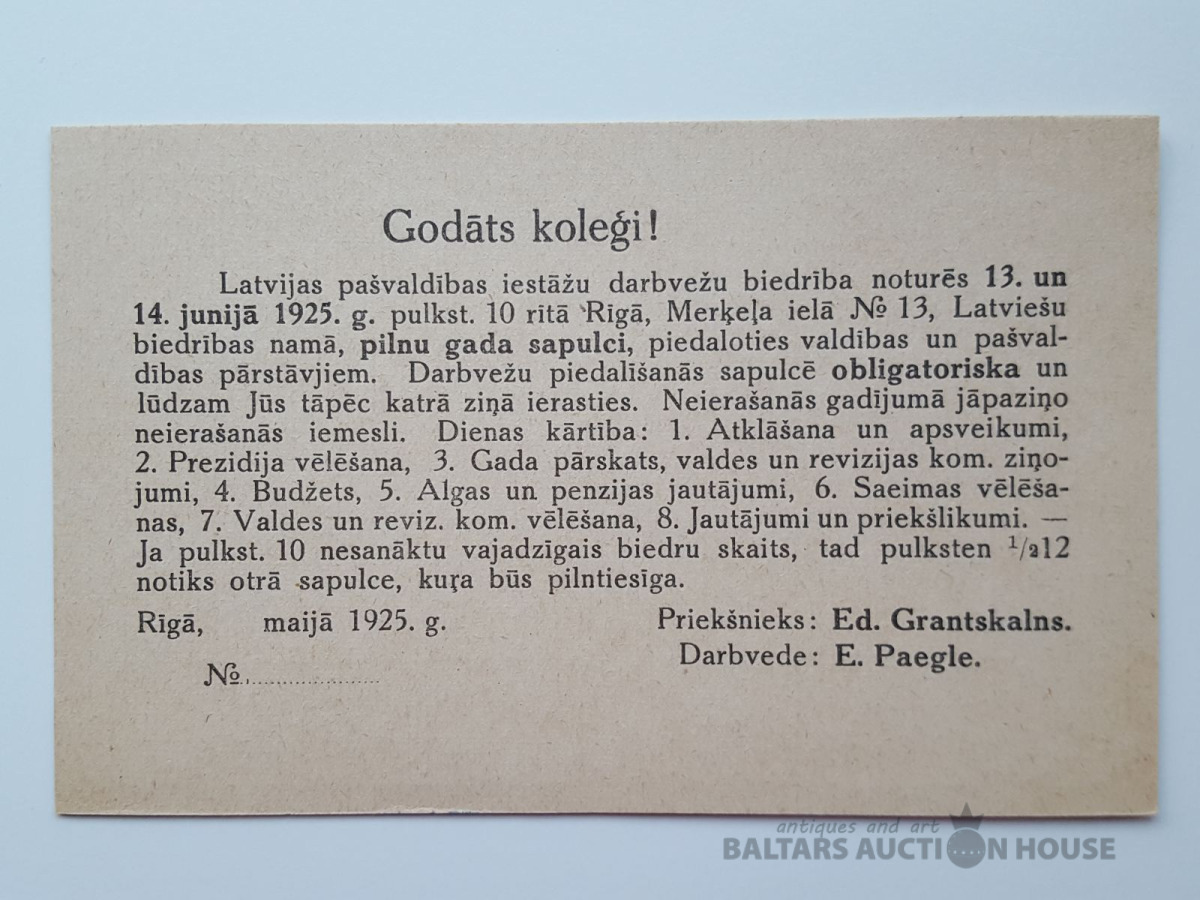 Godāts koleģi!
Latvijas pašvaldības iestāžu darbvežu biedrība noturēs 13. un
14. junijā 1925. g. pulkst. 10 rītā Rīgā, Merķeļa ielā № 13, Latviešu
biedrības namā, pilnu gada sapulci, piedaloties valdības un pašval-
dības pārstāvjiem. Darbvežu piedalīšanās sapulcē obligatoriska un
lūdzam Jūs tāpēc katrā ziņā ierasties. Neierašanās gadījumā jāpaziņo
neierašanās iemesli. Dienas kārtība: 1. Atklāšana un apsveikumi,
2. Prezidija vēlēšana, 3. Gada pārskats, valdes un revizijas kom. ziņo-
jumi, 4. Budžets, 5. Algas un penzijas jautājumi, 6. Saeimas vēlēša-
nas, 7. Valdes un reviz. kom. vēlēšana, 8. Jautājumi un priekšlikumi. —
Ja pulkst. 10 nesanāktu vajadzīgais biedru skaits, tad pulksten ½12
notiks otrā sapulce, kuŗa būs pilntiesīga.
Rīgā, maijā 1925. g.
Priekšnieks: Ed. Grantskalns.
Darbvede: E. Paegle.
№....................
antiques and art
BALTARS AUCTION HOUSE